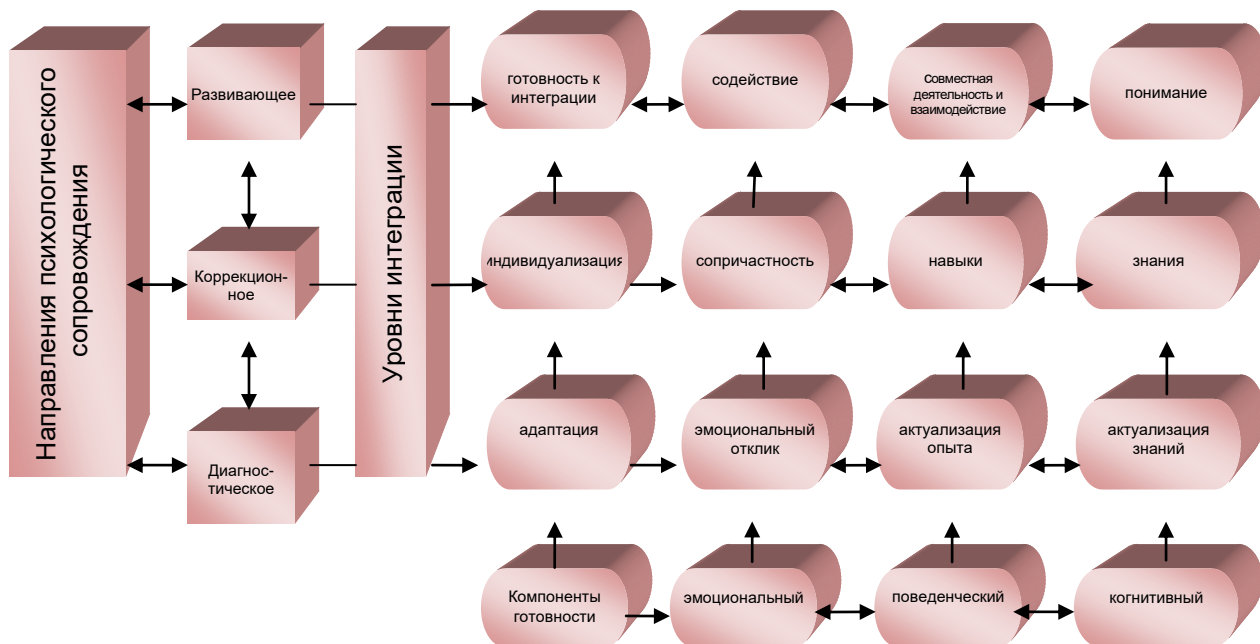 Направления психологического
сопровождения
Развивающее
Коррекцион-
ное
Диагнос-
тическое
Уровни интеграции
готовность к
интеграции
содействие
Совместная
деятельность и
взаимодействие
понимание
индивидуализация
сопричастность
навыки
знания
адаптация
эмоциональный
отклик
актуализация
опыта
актуализация
знаний
Компоненты
готовности
эмоциональный
поведенческий
когнитивный